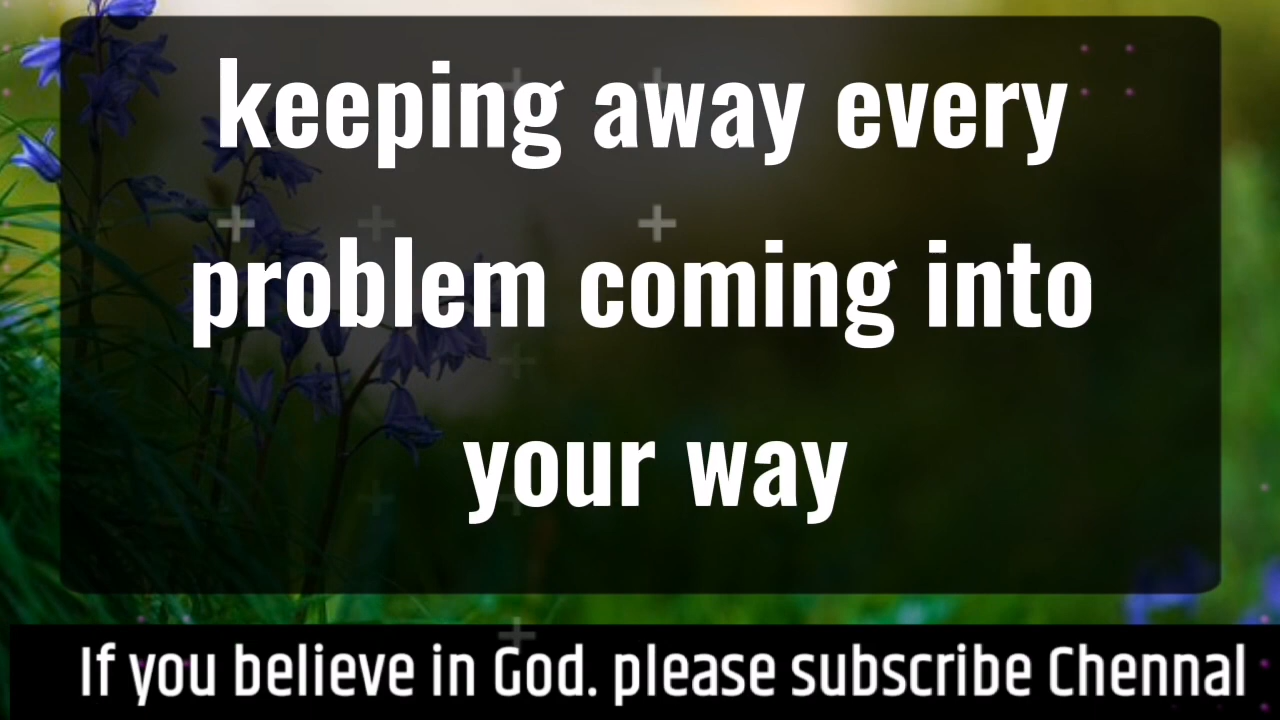 keeping away every
problem coming into
your way
If you believe in God. please subscribe Chennal